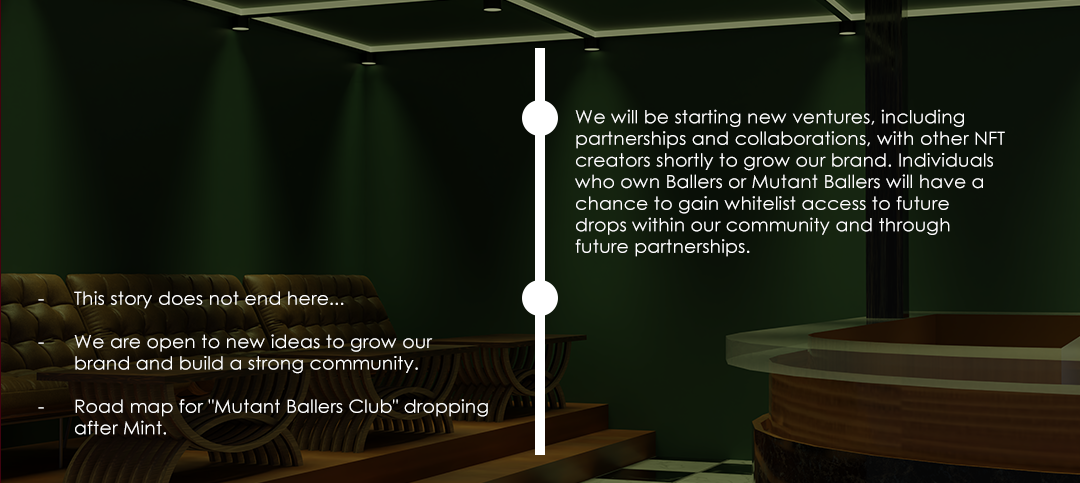 We will be starting new ventures, including
partnerships and collaborations, with other NFT
creators shortly to grow our brand. Individuals
who own Ballers or Mutant Ballers will have a
chance to gain whitelist access to future
drops within our community and through
future partnerships.
- This story does not end here...
- We are open to new ideas to grow our
brand and build a strong community.
- Road map for "Mutant Ballers Club" dropping
after Mint.